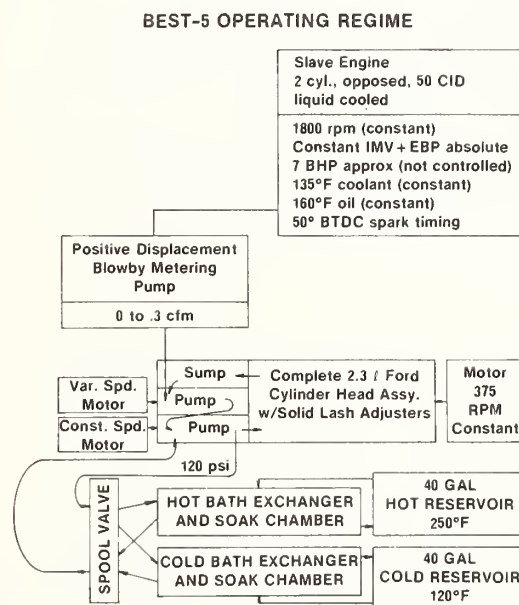 BEST-5 OPERATING REGIME
Slave Engine
2 cyl., opposed, 50 CID
liquid cooled
1800 rpm (constant)
Constant IMV + EBP absolute
7 BHP approx (not controlled)
135°F coolant (constant)
160°F oil (constant)
50° BTDC spark timing
Positive Displacement
Blowby Metering
Pump
0 to .3 cfm
Sump
Pump
Pump
Complete 2.3 ℓ Ford
Cylinder Head Assy.
w/Solid Lash Adjusters
Motor
375
RPM
Constant
Var. Spd.
Motor
Const. Spd.
Motor
120 psi
SPOOL VALVE
HOT BATH EXCHANGER
AND SOAK CHAMBER
40 GAL
HOT RESERVOIR
250°F
COLD BATH EXCHANGER
AND SOAK CHAMBER
40 GAL
COLD RESERVOIR
120°F